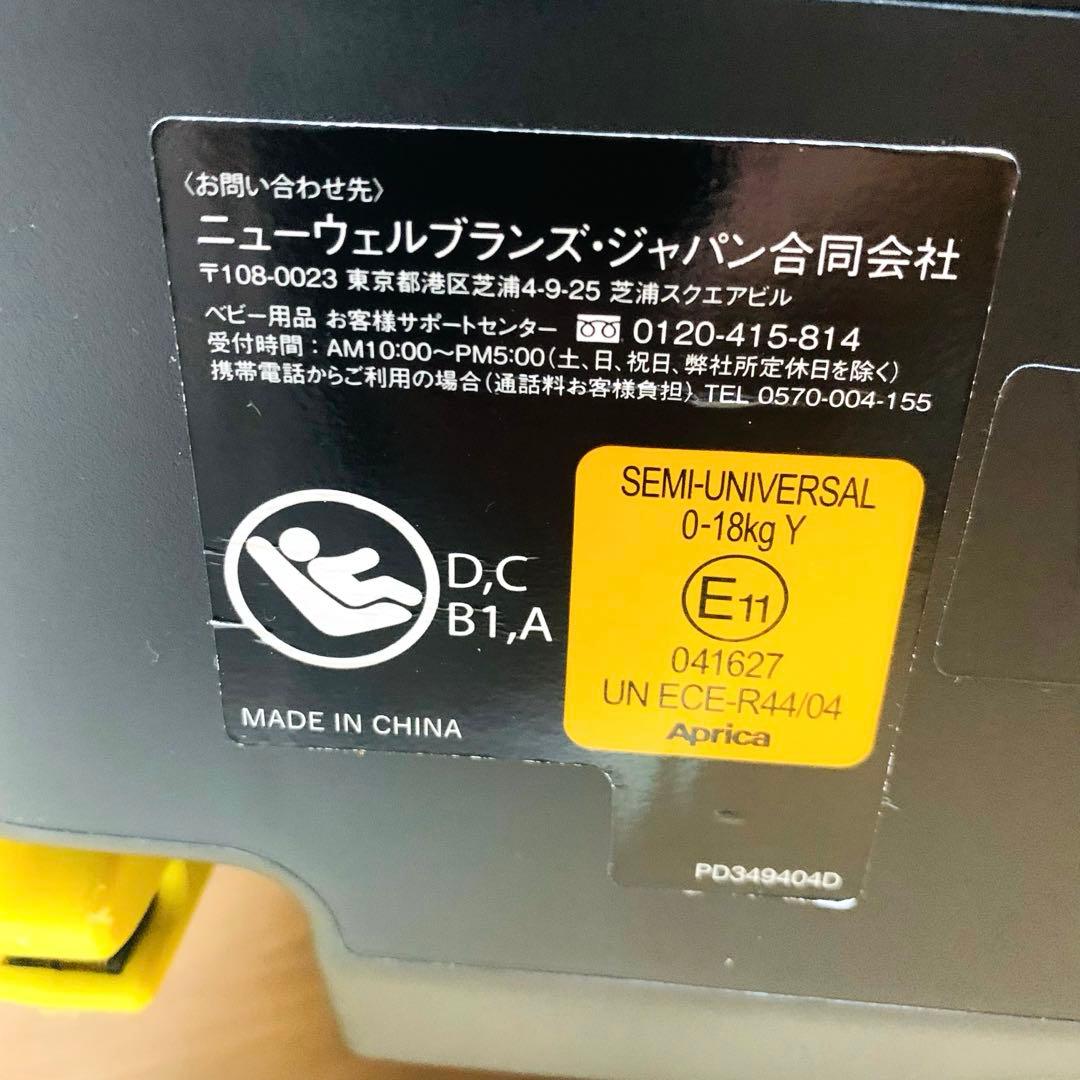 〈お問い合わせ先〉
ニューウェルブランズ・ジャパン合同会社
〒108-0023 東京都港区芝浦4-9-25 芝浦スクエアビル
ベビー用品 お客様サポートセンター 0120-415-814
受付時間：AM10:00〜PM5:00（土、日、祝日、弊社所定休日を除く）
携帯電話からご利用の場合（通話料お客様負担） TEL 0570-004-155
D,C
B1,A
MADE IN CHINA
SEMI-UNIVERSAL
0-18kg Y
E11
041627
UN ECE-R44/04
Aprica
PD349404D